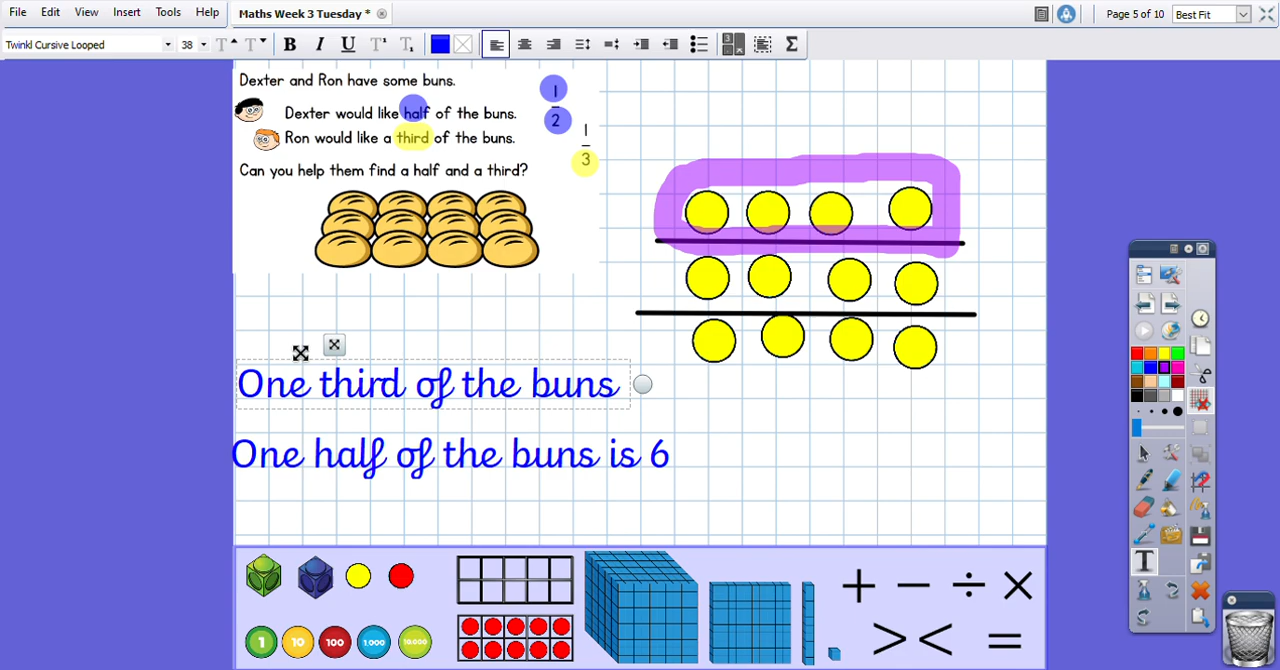 File Edit View Insert Tools Help
Maths Week 3 Tuesday *
Page 5 of 10
Best Fit
Twinkl Cursive Looped
38
T T B I U T¹ T₁ Σ
Dexter and Ron have some buns.
Dexter would like half of the buns.
Ron would like a third of the buns.
Can you help them find a half and a third?
1
2
1
3
One third of the buns
One half of the buns is 6
+ − ÷ ×
1 10 100 1,000 10,000
> < =
T